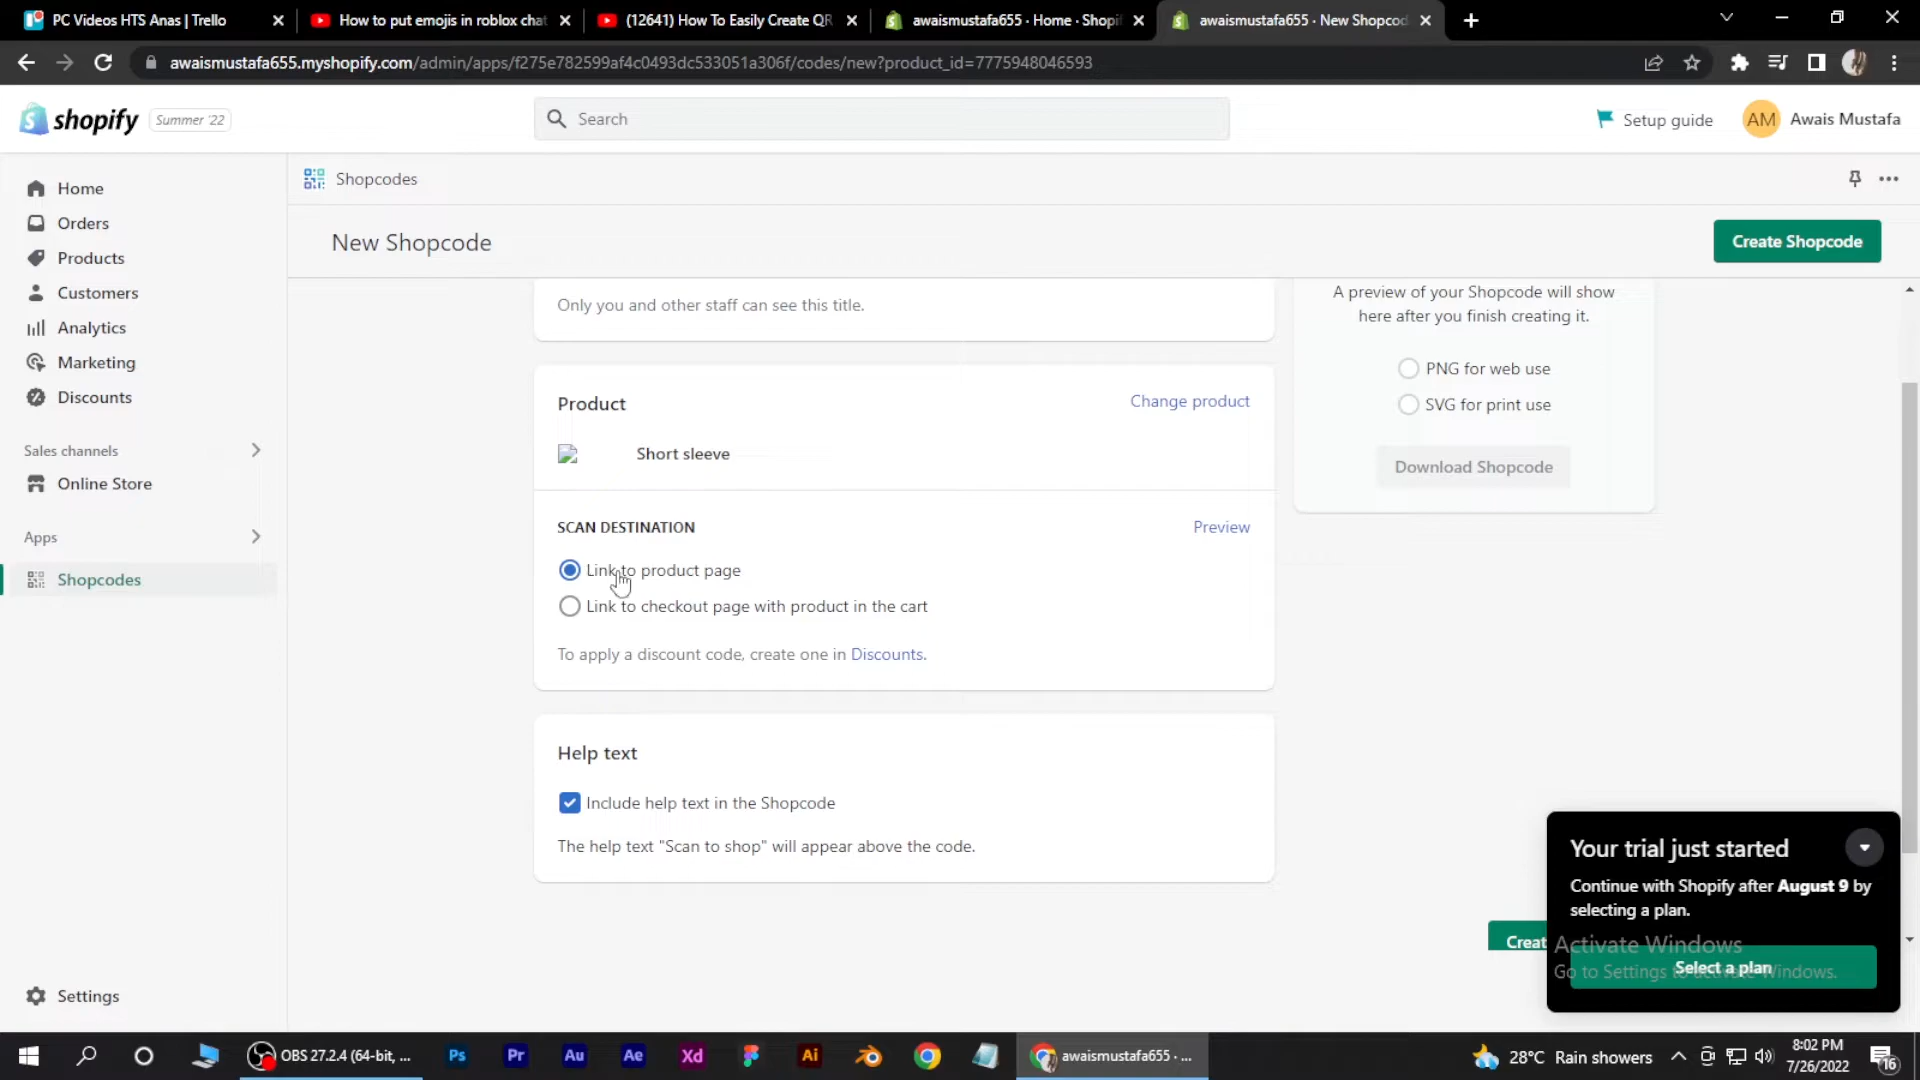 PC Videos HTS Anas | Trello
How to put emojis in roblox chat
(12641) How To Easily Create QR
awaismustafa655 · Home · Shopif
awaismustafa655 · New Shopcod
awaismustafa655.myshopify.com/admin/apps/f275e782599af4c0493dc533051a306f/codes/new?product_id=7775948046593
shopify
Summer '22
Search
Setup guide
AM
Awais Mustafa
Home
Orders
Products
Customers
Analytics
Marketing
Discounts
Sales channels
Online Store
Apps
Shopcodes
Settings
Shopcodes
New Shopcode
Create Shopcode
Only you and other staff can see this title.
Product
Change product
Short sleeve
SCAN DESTINATION
Preview
Link to product page
Link to checkout page with product in the cart
To apply a discount code, create one in Discounts.
Help text
Include help text in the Shopcode
The help text "Scan to shop" will appear above the code.
A preview of your Shopcode will show
here after you finish creating it.
PNG for web use
SVG for print use
Download Shopcode
Creat
Your trial just started
Continue with Shopify after August 9 by
selecting a plan.
Activate Windows
Select a plan
Go to Settings to activate Windows.
OBS 27.2.4 (64-bit, ...
Ps
Pr
Au
Ae
Xd
Ai
awaismustafa655 · ...
28°C Rain showers
8:02 PM
7/26/2022
16